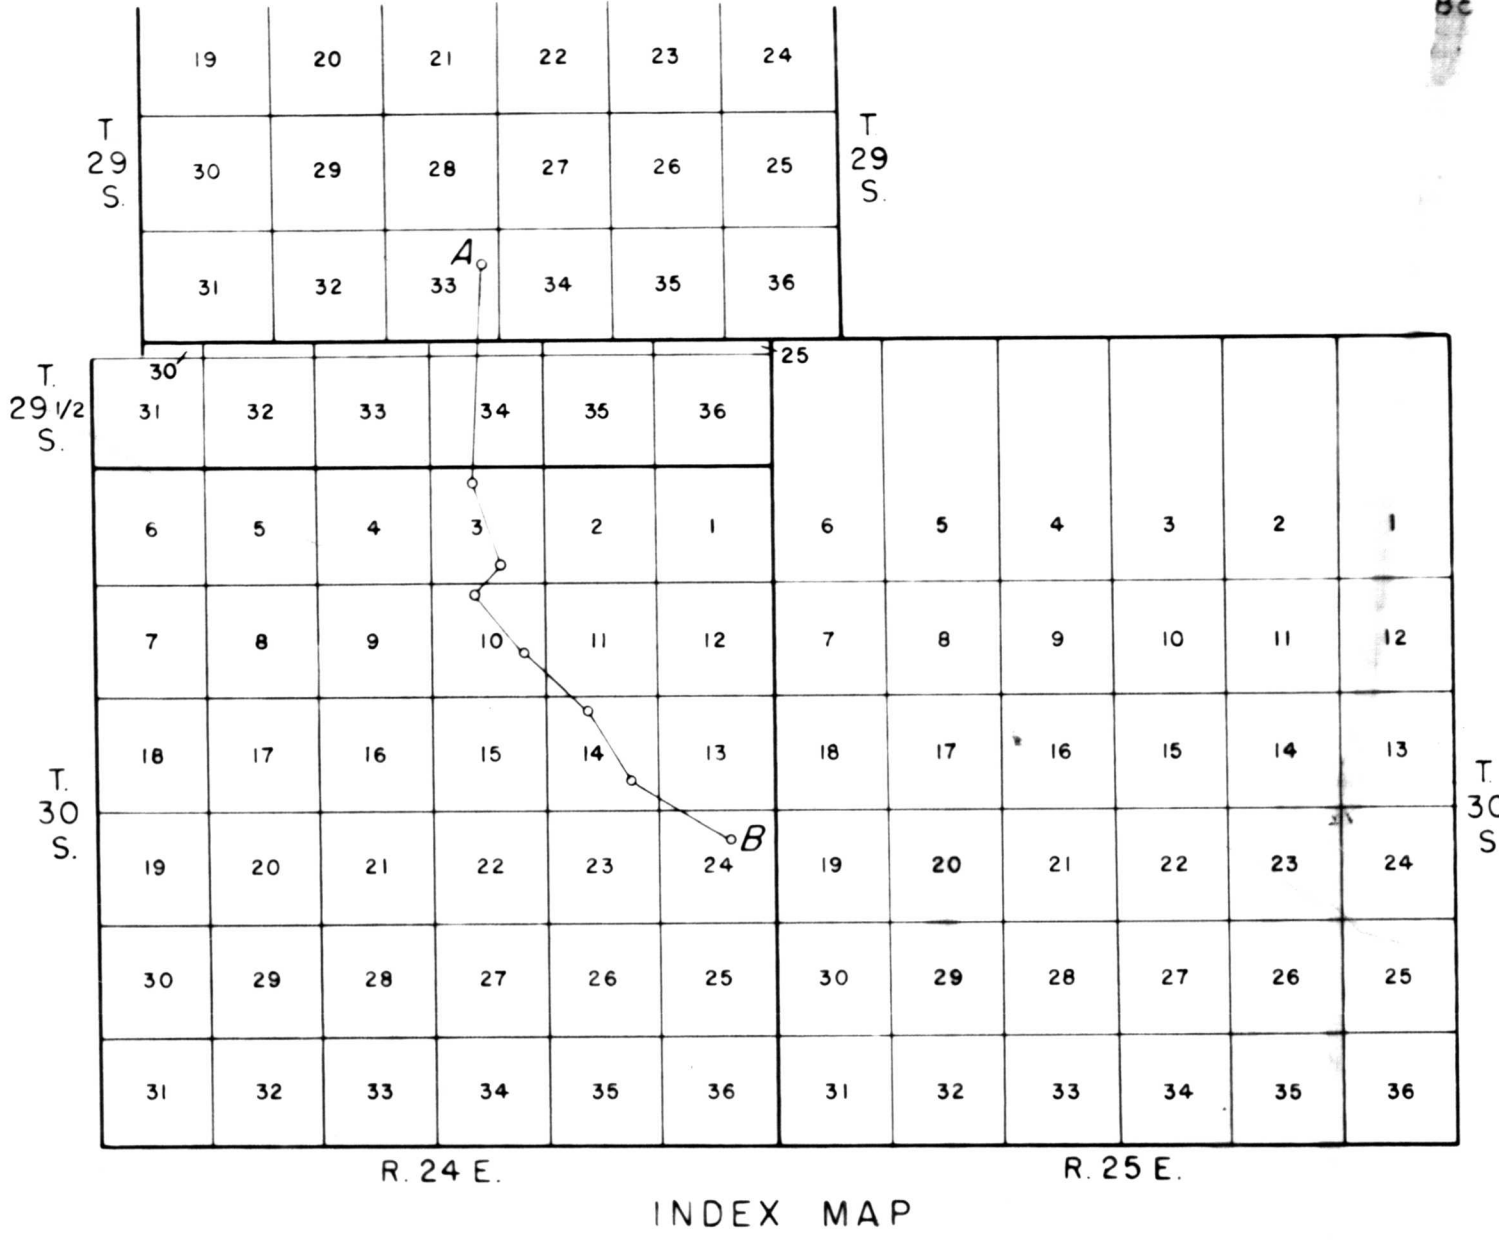 19 20 21 22 23 24
T. 29 S.
30 29 28 27 26 25
T. 29 S.
A
31 32 33 34 35 36
30 25
T. 29 1/2 S.
31 32 33 34 35 36
6 5 4 3 2 1 6 5 4 3 2 1
7 8 9 10 11 12 7 8 9 10 11 12
18 17 16 15 14 13 18 17 16 15 14 13
T. 30 S.
B
T. 30 S
19 20 21 22 23 24 19 20 21 22 23 24
30 29 28 27 26 25 30 29 28 27 26 25
31 32 33 34 35 36 31 32 33 34 35 36
R. 24 E. R. 25 E.
INDEX MAP